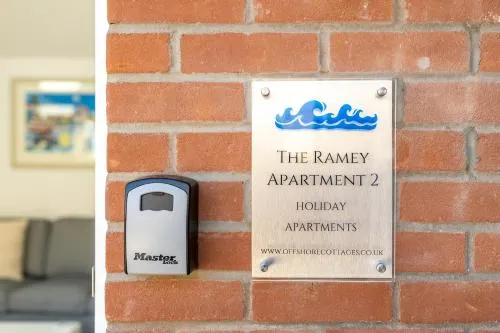 THE RAMEY
APARTMENT 2
HOLIDAY
APARTMENTS
WWW.OFFSHORECOTTAGES.CO.UK
Master
LOCK